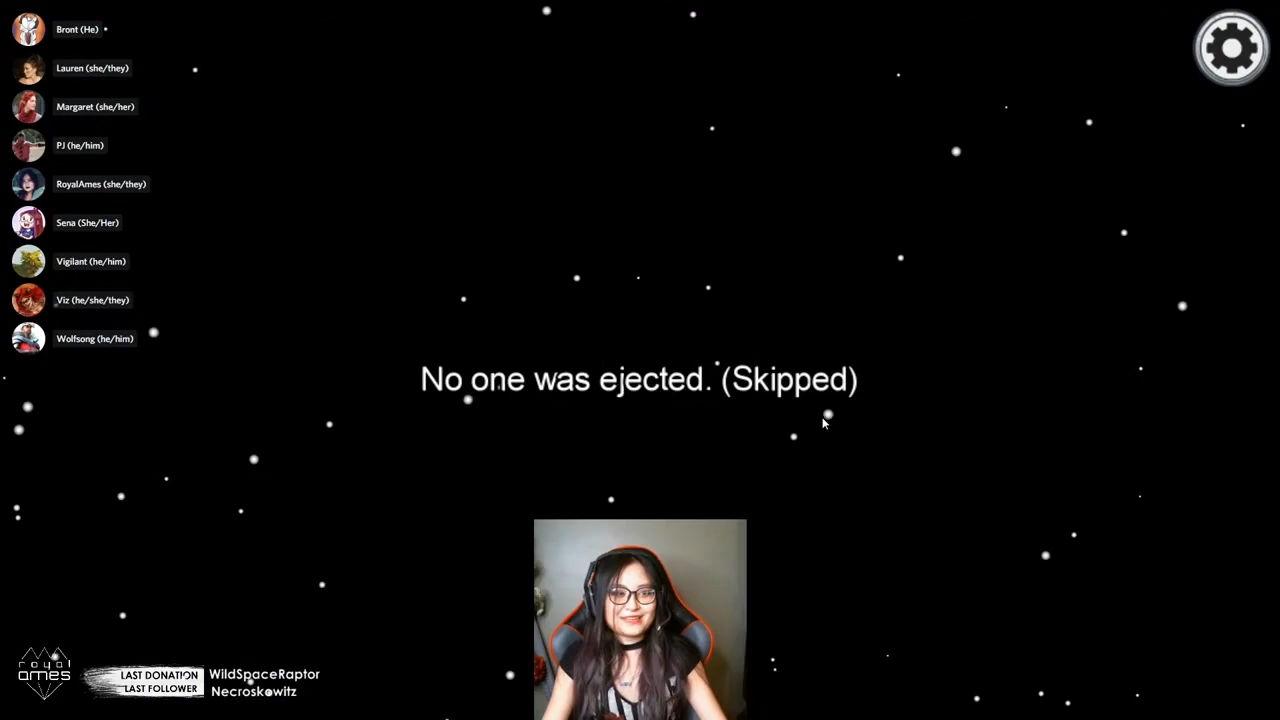 Bront (He)
Lauren (she/they)
Margaret (she/her)
PJ (he/him)
RoyalAmes (she/they)
Sena (She/Her)
Vigilant (he/him)
Viz (he/she/they)
Wolfsong (he/him)
No one was ejected. (Skipped)
royal
ames
LAST DONATION WildSpaceRaptor
LAST FOLLOWER Necroskowitz